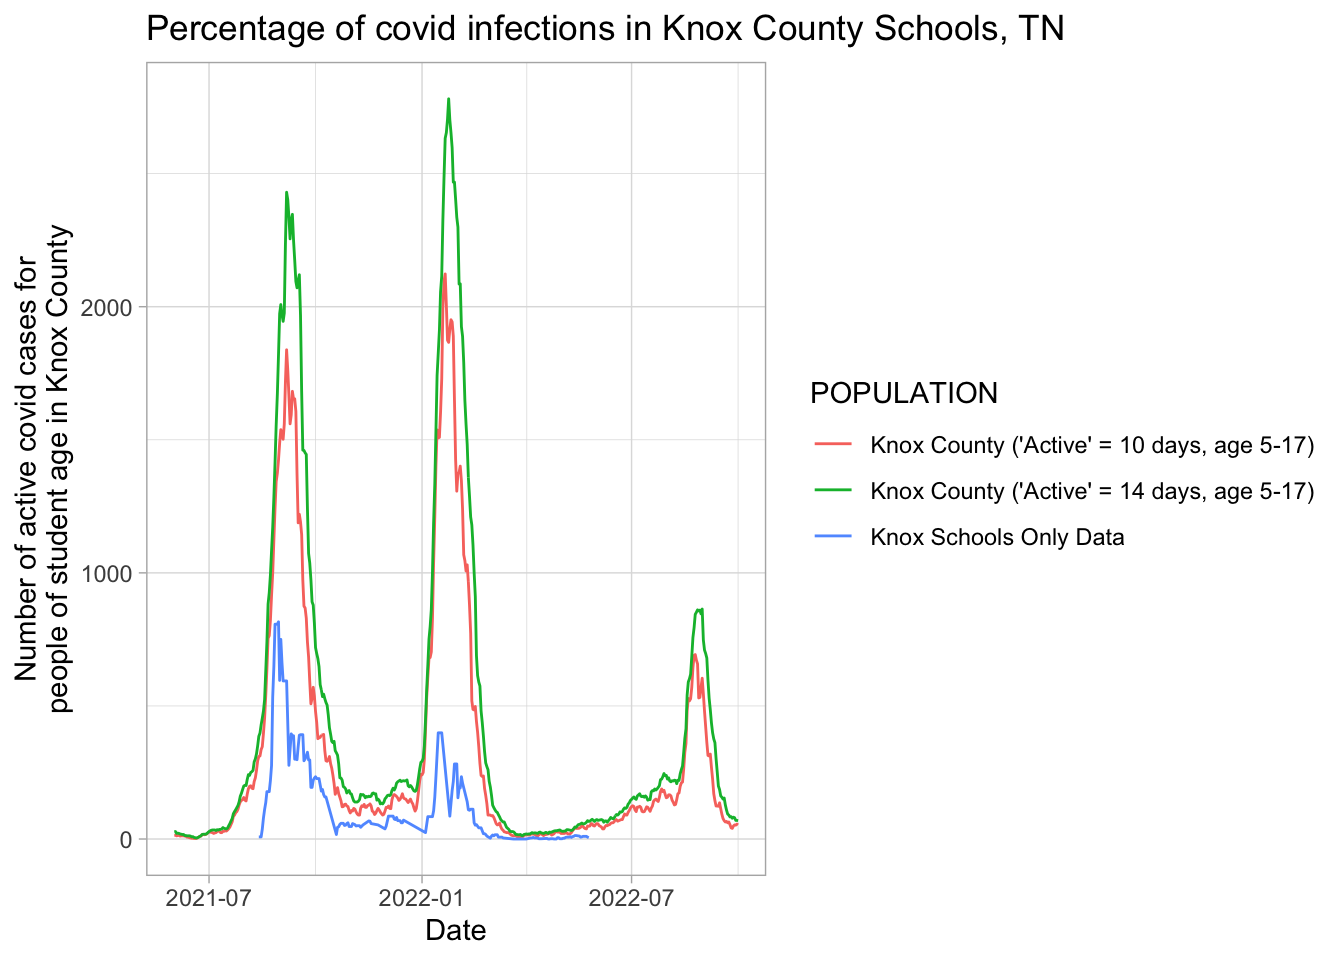 Percentage of covid infections in Knox County Schools, TN
Number of active covid cases for
people of student age in Knox County
2000
1000
0
2021-07
2022-01
2022-07
Date
POPULATION
Knox County ('Active' = 10 days, age 5-17)
Knox County ('Active' = 14 days, age 5-17)
Knox Schools Only Data